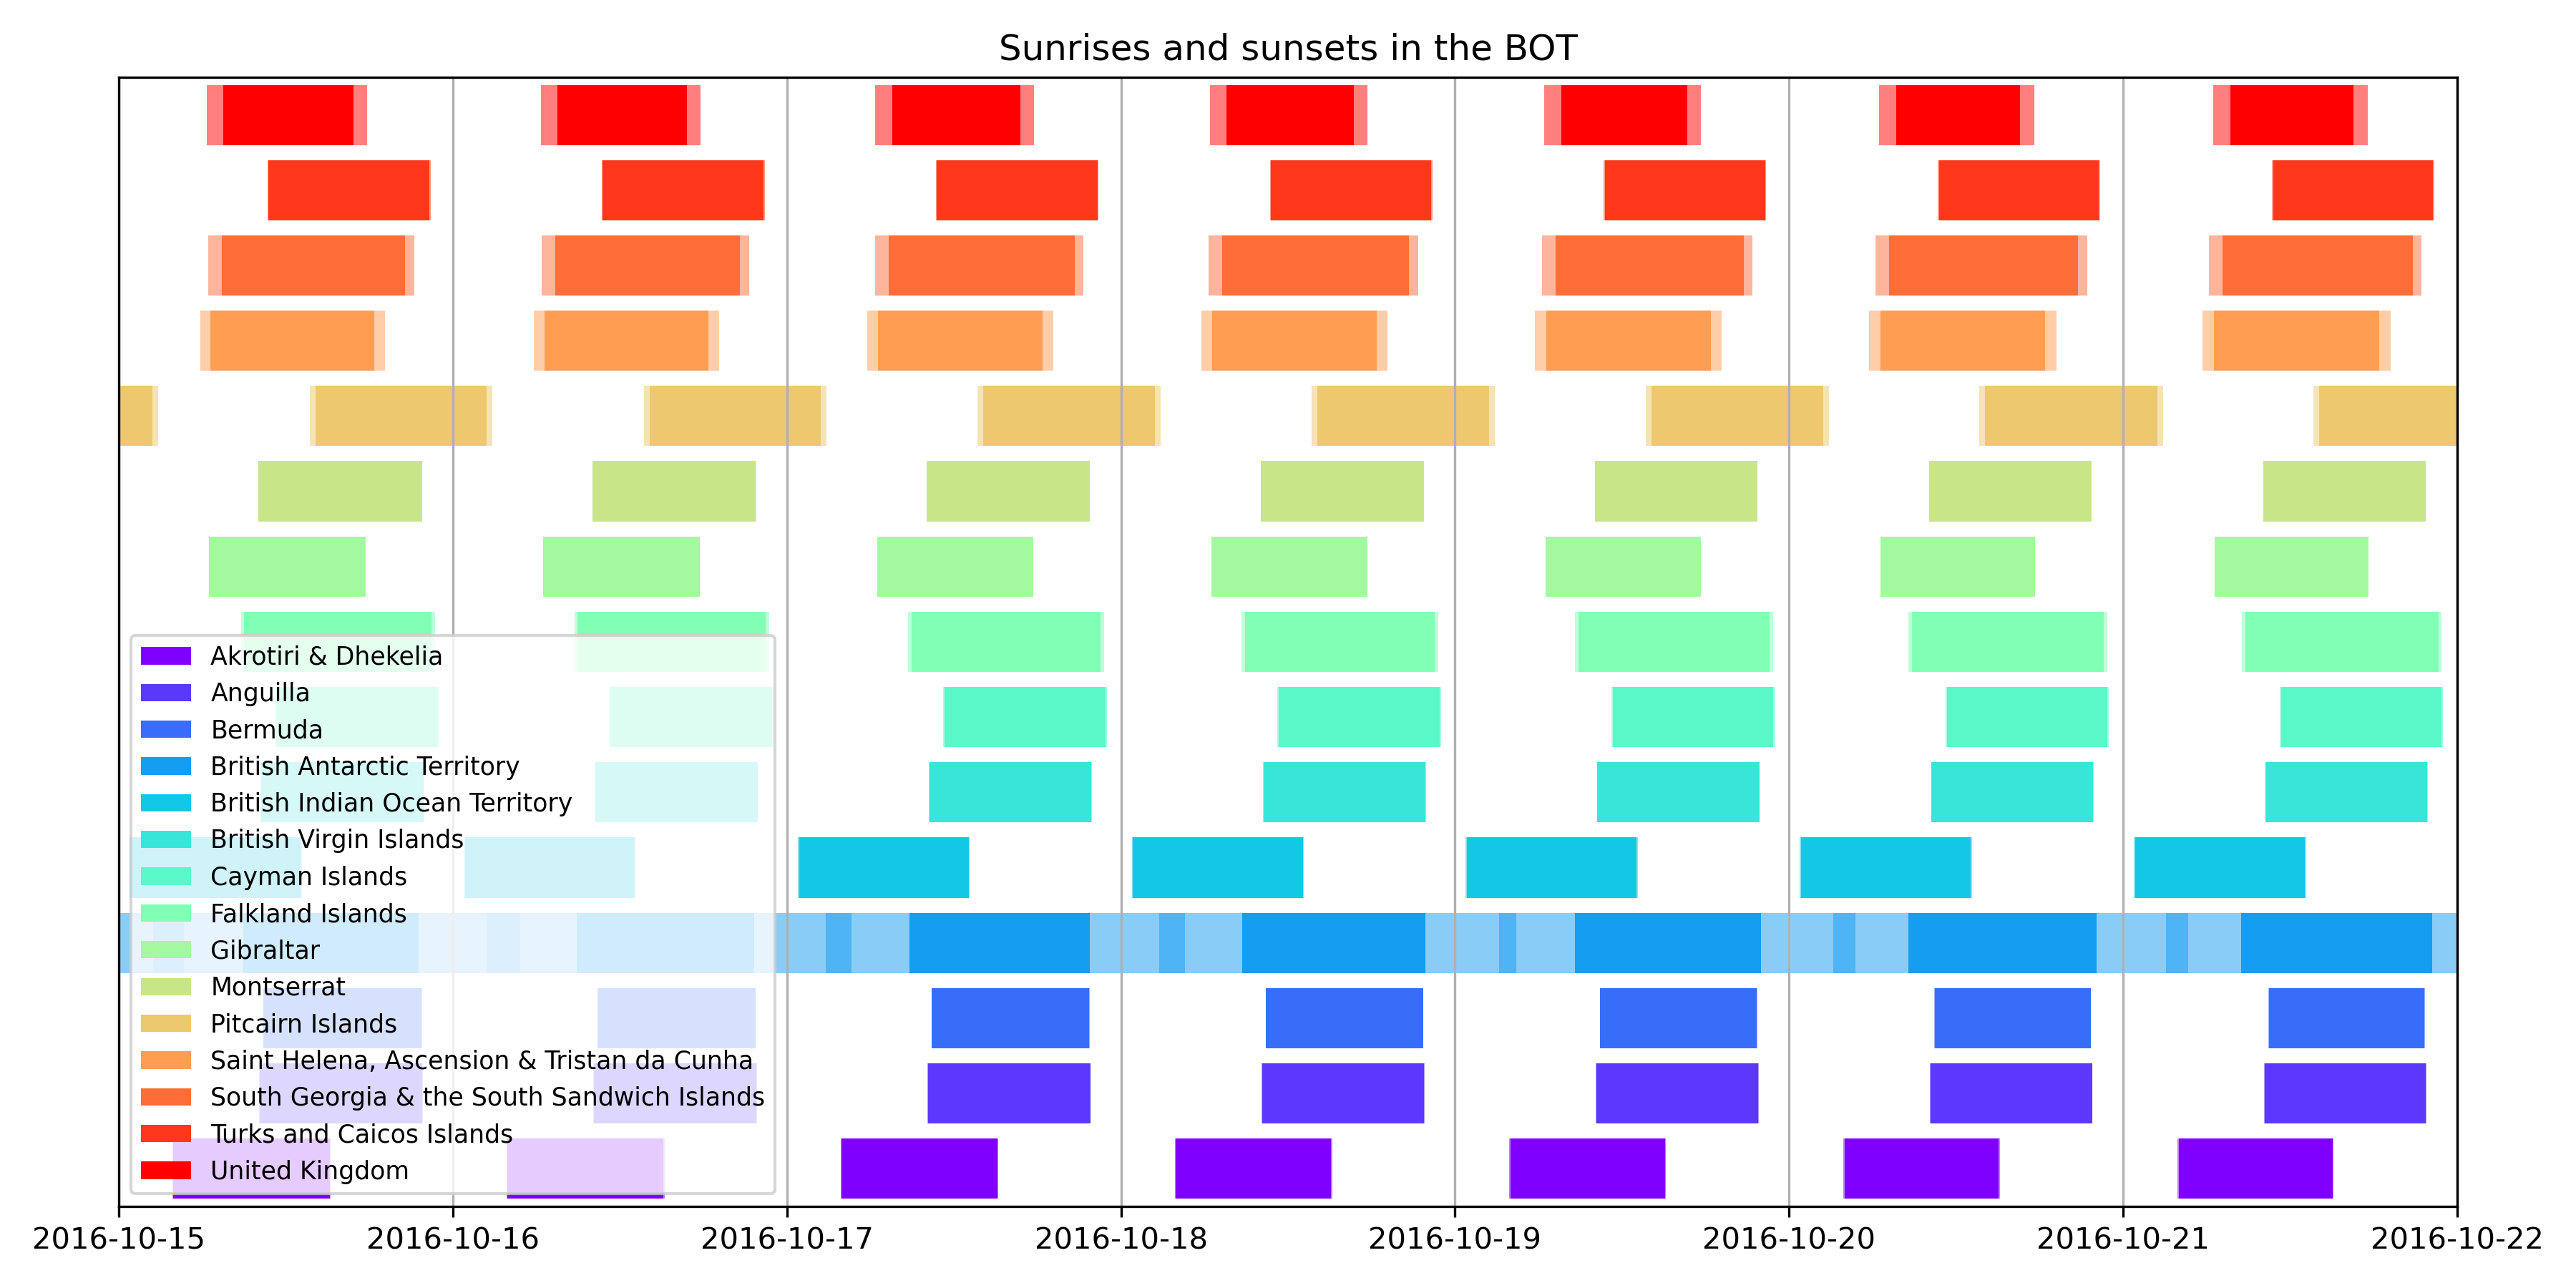 Sunrises and sunsets in the BOT
Akrotiri & Dhekelia
Anguilla
Bermuda
British Antarctic Territory
British Indian Ocean Territory
British Virgin Islands
Cayman Islands
Falkland Islands
Gibraltar
Montserrat
Pitcairn Islands
Saint Helena, Ascension & Tristan da Cunha
South Georgia & the South Sandwich Islands
Turks and Caicos Islands
United Kingdom
2016-10-15 2016-10-16 2016-10-17 2016-10-18 2016-10-19 2016-10-20 2016-10-21 2016-10-22